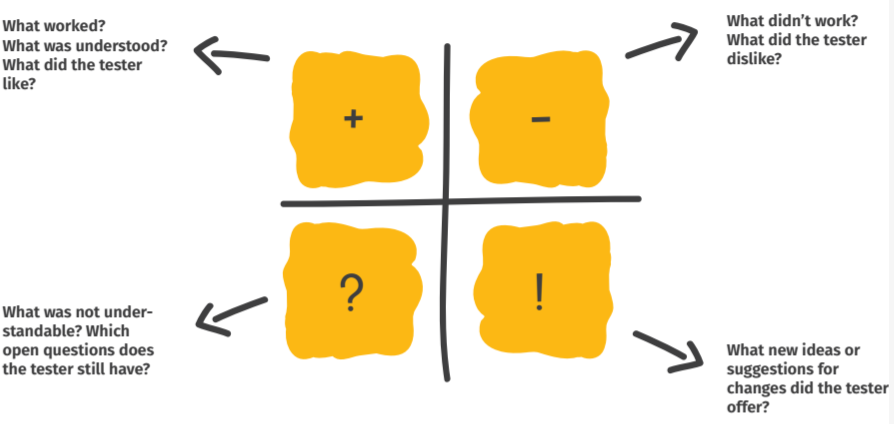 What worked?
What was understood?
What did the tester
like?
+
–
What didn’t work?
What did the tester
dislike?
What was not under-
standable? Which
open questions does
the tester still have?
?
!
What new ideas or
suggestions for
changes did the tester
offer?